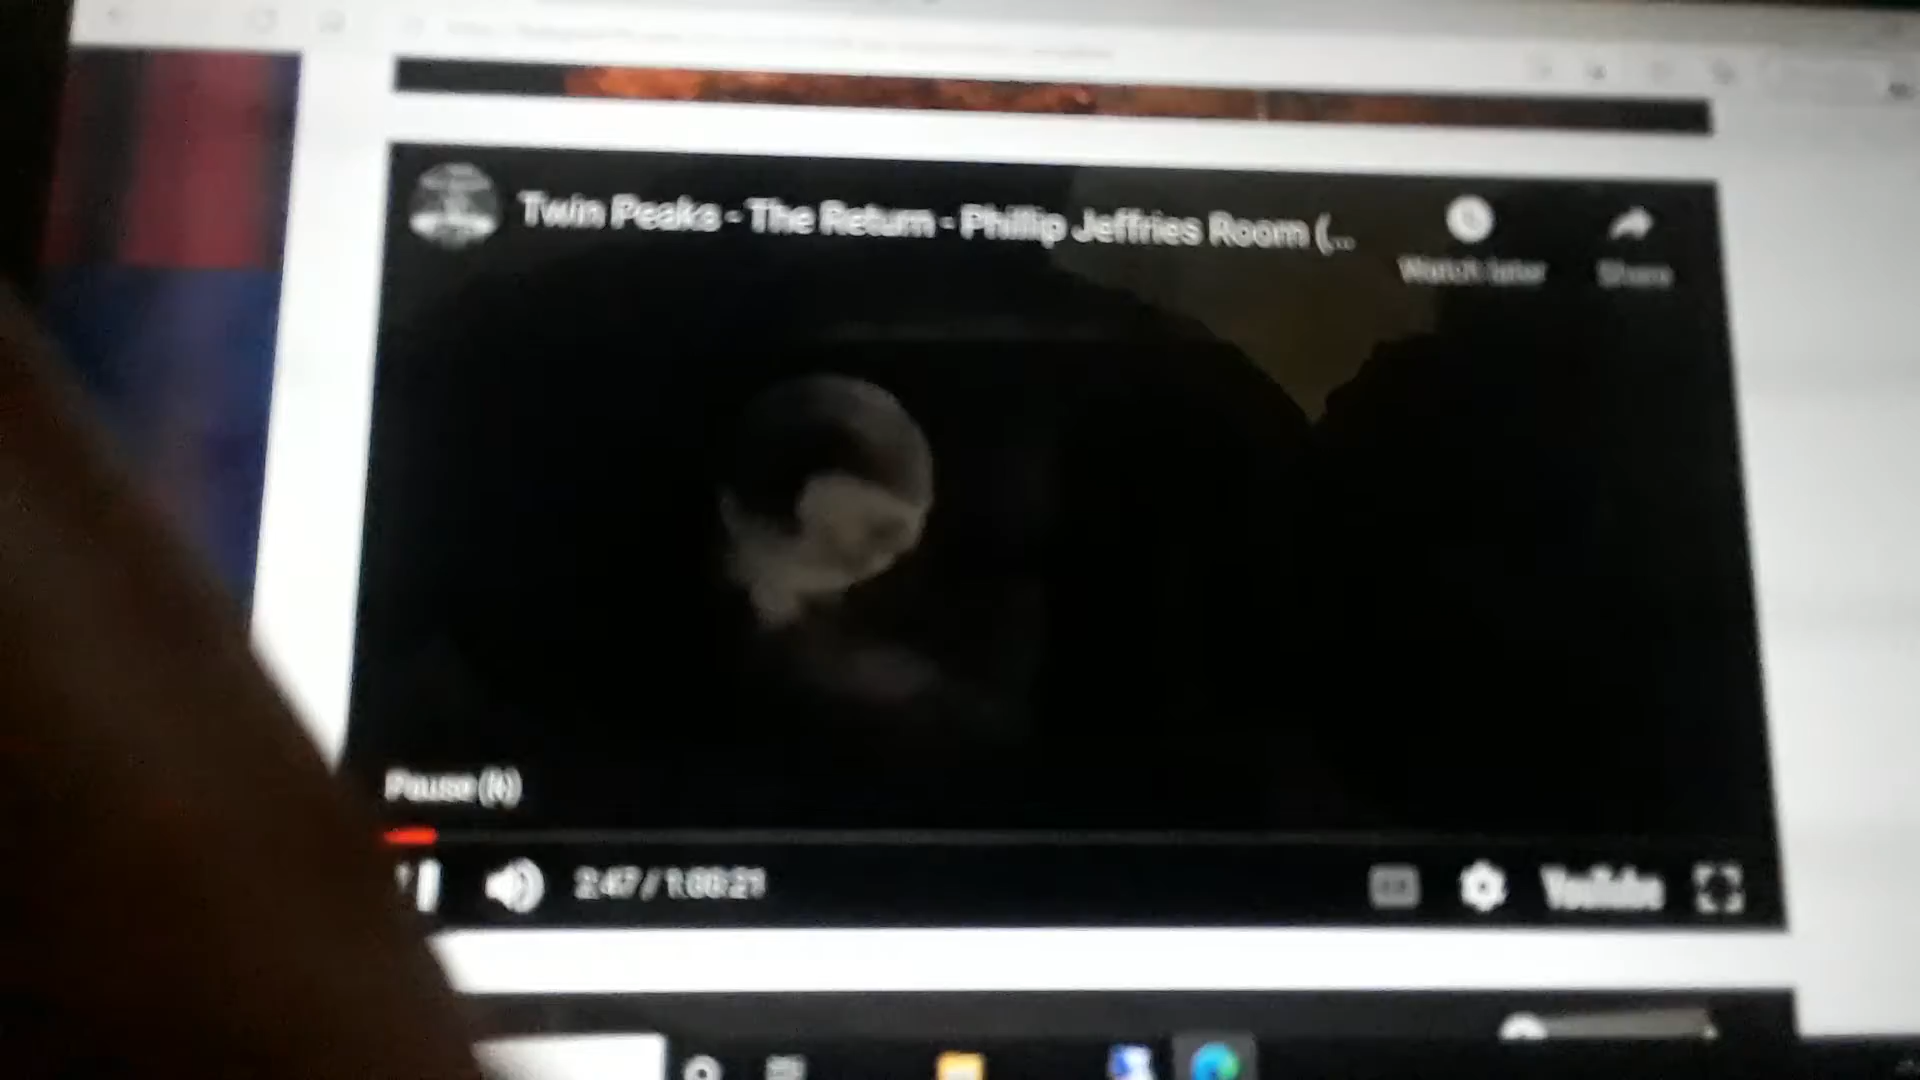 Twin Peaks - The Return - Phillip Jeffries Room (...
Watch later
Share
Pause (k)
2:47 / 1:00:21
YouTube